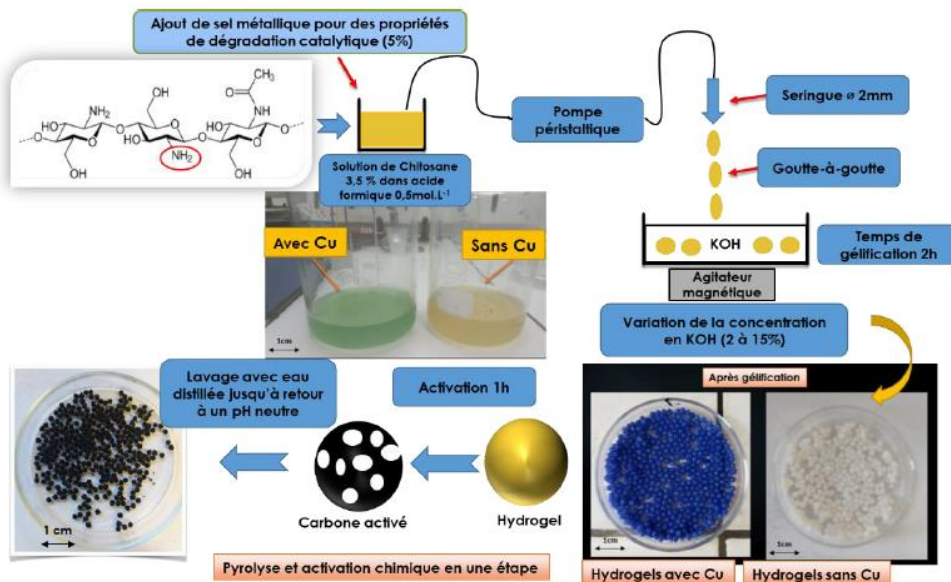 Ajout de sel métallique pour des propriétés
de dégradation catalytique (5%)
CH₃
O
NH
OH
NH₂
HO
O
O
O
O
HO
O
HO
O
NH₂
OH
OH
Solution de Chitosane
3,5 % dans acide
formique 0,5mol.L⁻¹
Pompe
péristaltique
Seringue ø 2mm
Goutte-à-goutte
KOH
Temps de
gélification 2h
Agitateur
magnétique
Variation de la concentration
en KOH (2 à 15%)
Avec Cu
Sans Cu
1cm
Après gélification
1cm
1cm
Hydrogels avec Cu
Hydrogels sans Cu
Activation 1h
Hydrogel
Carbone activé
Lavage avec eau
distillée jusqu'à retour
à un pH neutre
1 cm
Pyrolyse et activation chimique en une étape